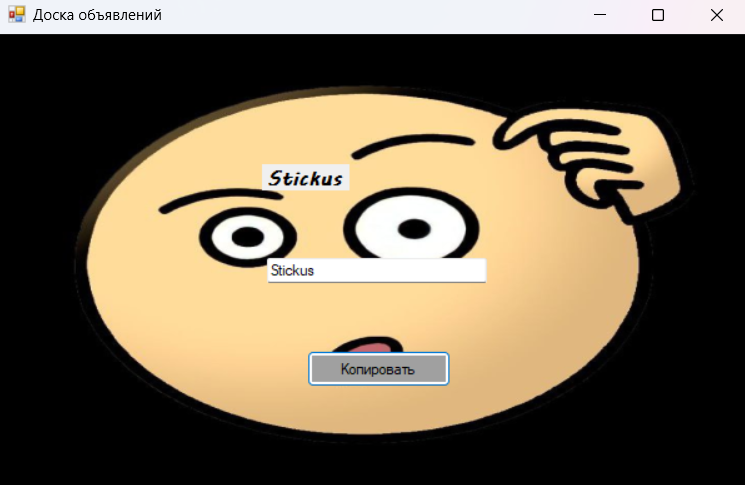 Доска объявлений
Stickus
Stickus
Копировать